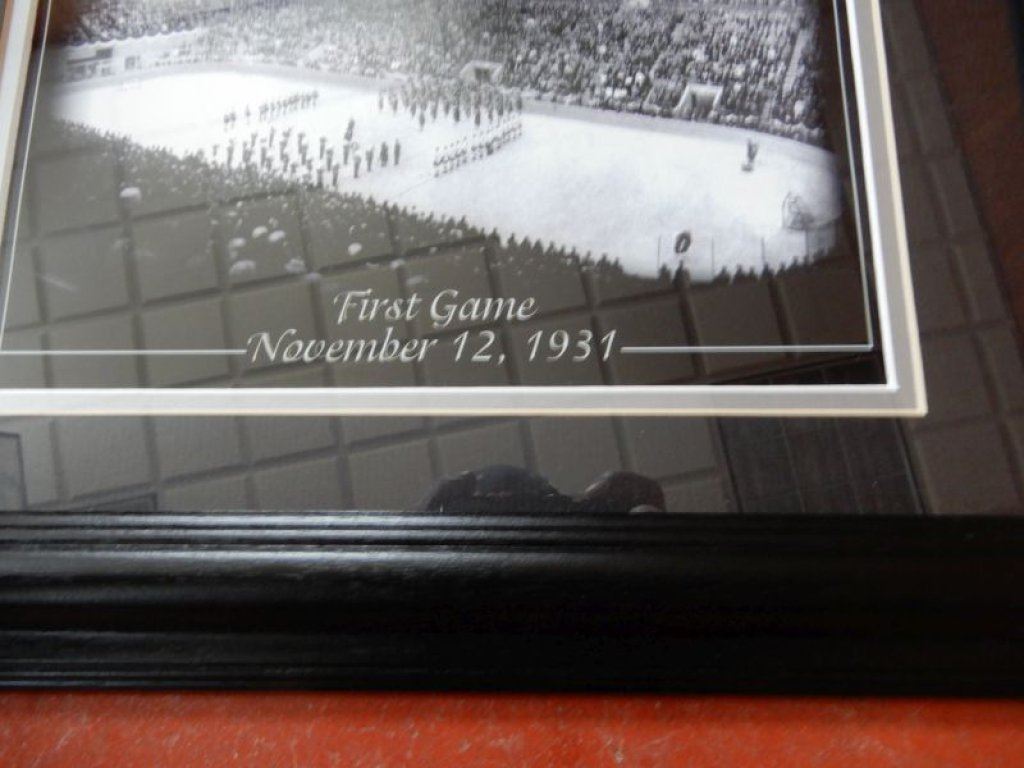 First Game
November 12, 1931